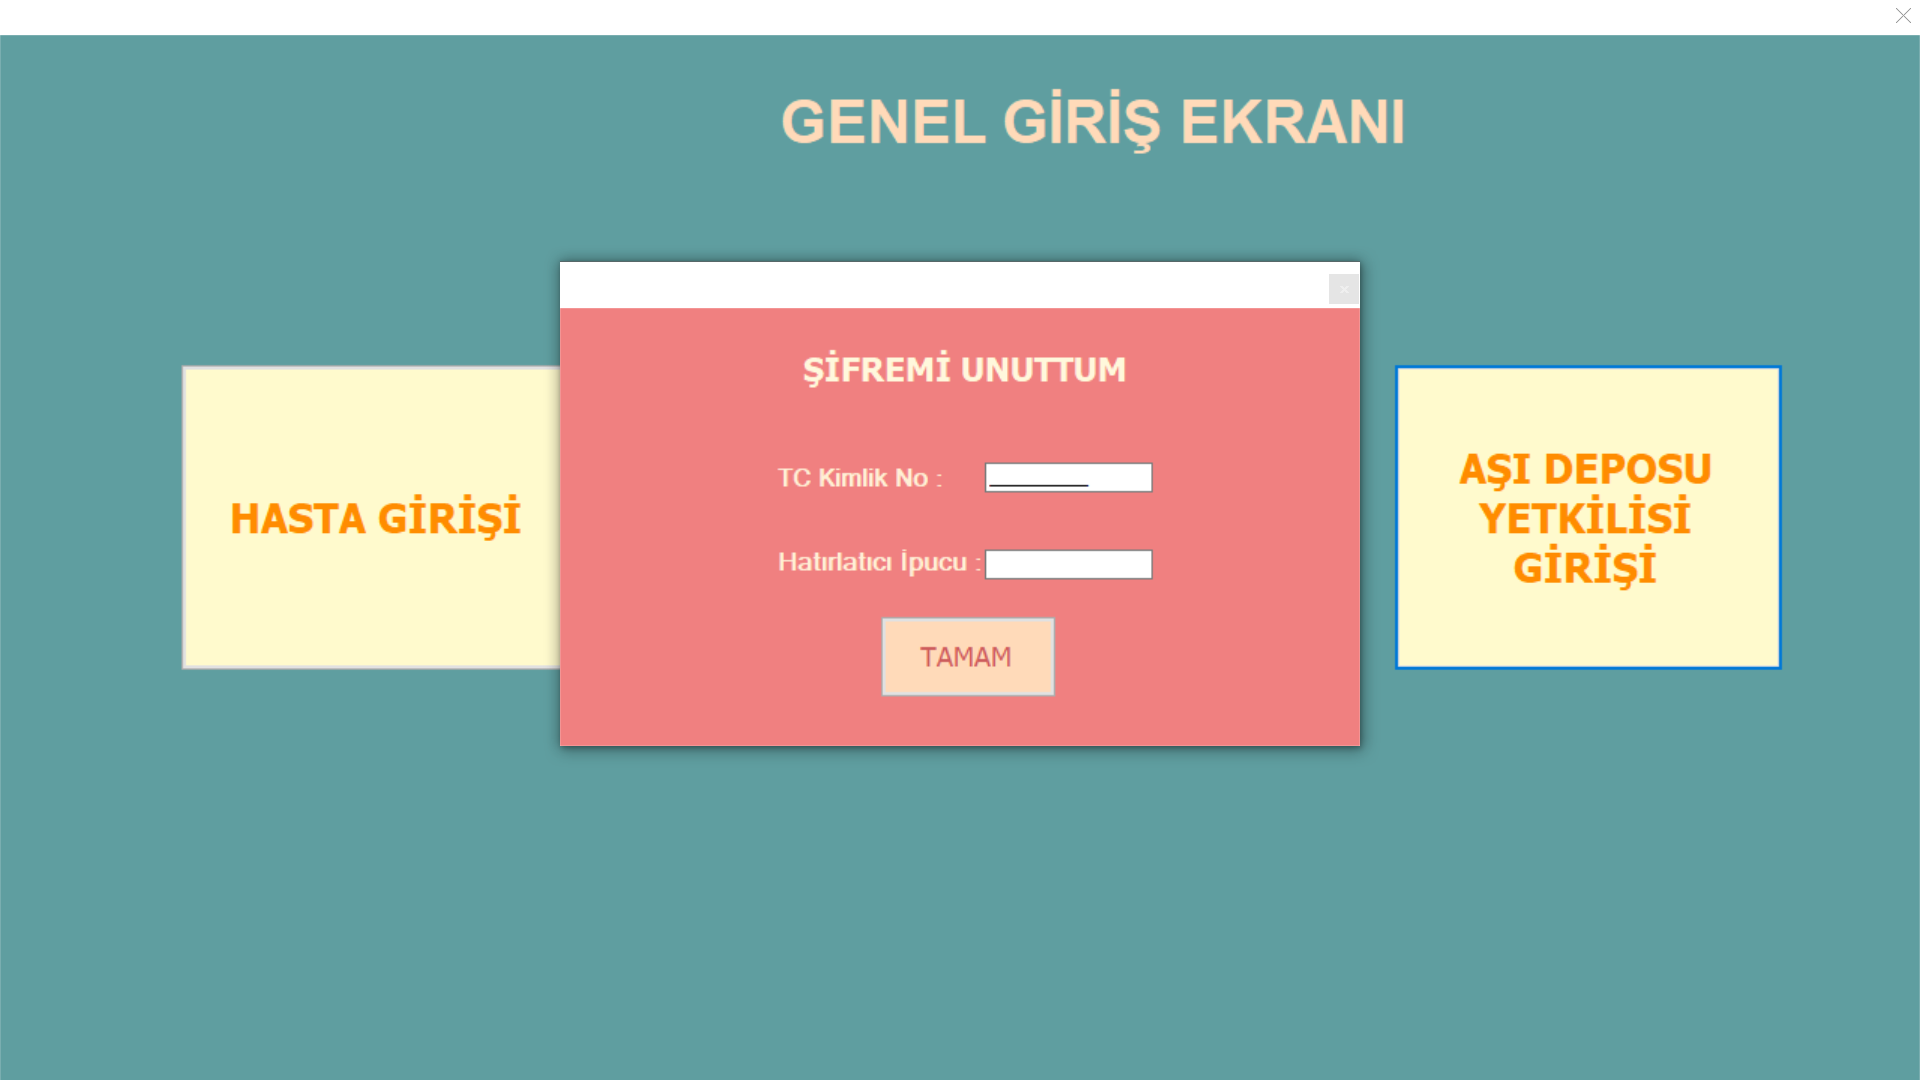 GENEL GİRİŞ EKRANI
ŞİFREMİ UNUTTUM
TC Kimlik No :
Hatırlatıcı İpucu :
TAMAM
HASTA GİRİŞİ
AŞI DEPOSU
YETKİLİSİ
GİRİŞİ